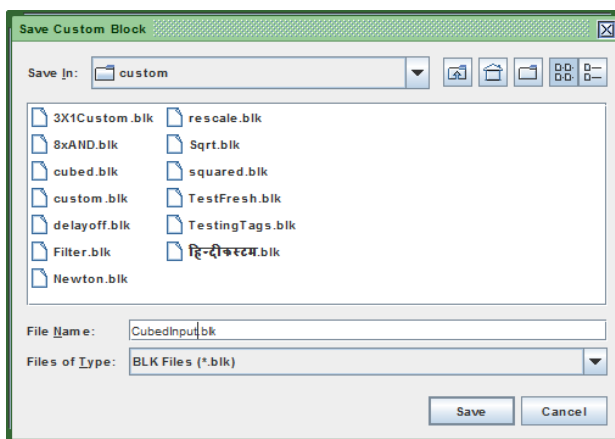 Save Custom Block
Save In: custom
3X1Custom.blk
8xAND.blk
cubed.blk
custom.blk
delayoff.blk
Filter.blk
Newton.blk
rescale.blk
Sqrt.blk
squared.blk
TestFresh.blk
TestingTags.blk
हिन्दीकस्टम.blk
File Name: CubedInput.blk
Files of Type: BLK Files (*.blk)
Save Cancel